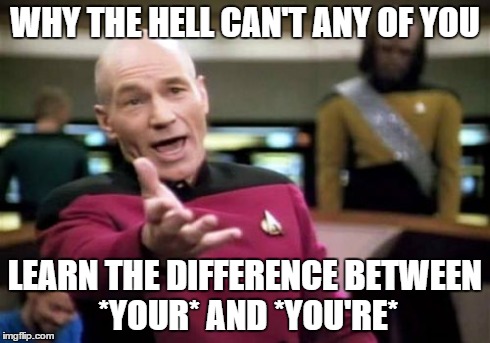 WHY THE HELL CAN'T ANY OF YOU
LEARN THE DIFFERENCE BETWEEN
*YOUR* AND *YOU'RE*
imgflip.com